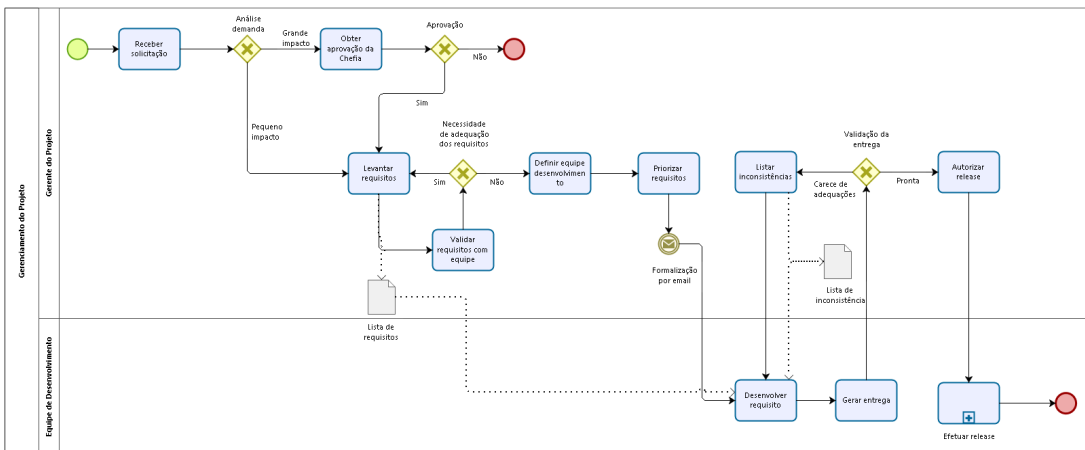 Gerenciamento do Projeto
Gerente do Projeto
Equipe de Desenvolvimento
Receber
solicitação
Análise
demanda
Grande
impacto
Pequeno
impacto
Obter
aprovação da
Chefia
Aprovação
Não
Sim
Levantar
requisitos
Necessidade
de adequação
dos requisitos
Sim
Não
Validar
requisitos com
equipe
Lista de
requisitos
Definir equipe
desenvolvime
nto
Priorizar
requisitos
Formalização
por email
Listar
inconsistências
Validação da
entrega
Carece de
adequações
Pronta
Autorizar
release
Lista de
inconsistência
Desenvolver
requisito
Gerar entrega
Efetuar release